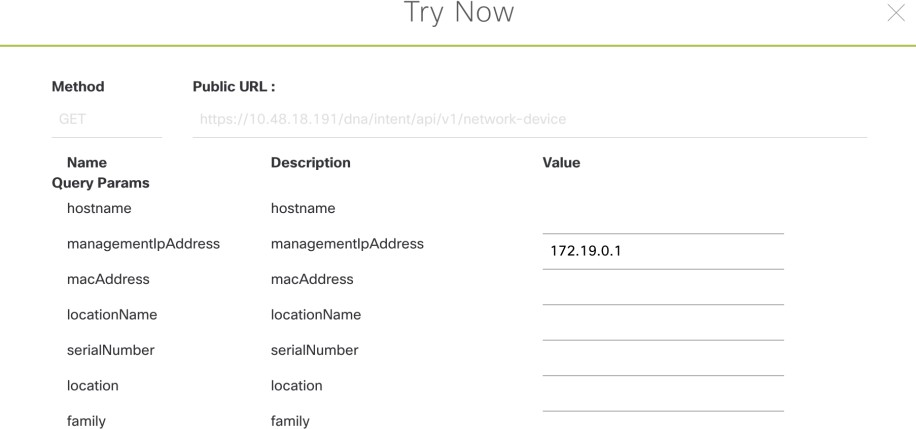 Try Now
Method Public URL :
GET https://10.48.18.191/dna/intent/api/v1/network-device
Name Description Value
Query Params
hostname hostname
managementIpAddress managementIpAddress 172.19.0.1
macAddress macAddress
locationName locationName
serialNumber serialNumber
location location
family family